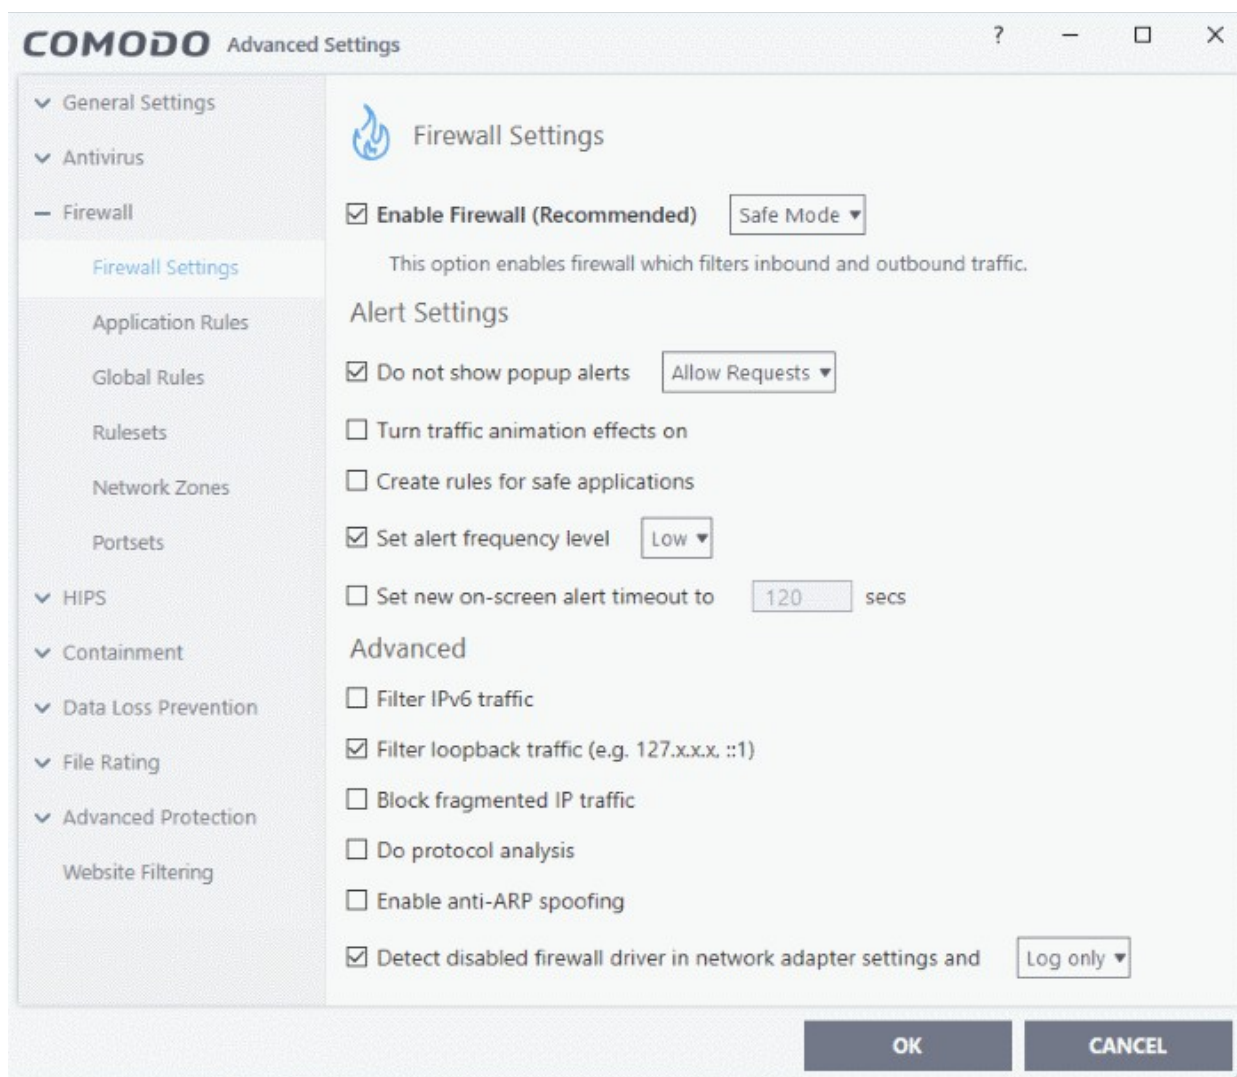 COMODO Advanced Settings ?
General Settings
Antivirus
Firewall
Firewall Settings
Application Rules
Global Rules
Rulesets
Network Zones
Portsets
HIPS
Containment
Data Loss Prevention
File Rating
Advanced Protection
Website Filtering
Firewall Settings
Enable Firewall (Recommended) Safe Mode
This option enables firewall which filters inbound and outbound traffic.
Alert Settings
Do not show popup alerts Allow Requests
Turn traffic animation effects on
Create rules for safe applications
Set alert frequency level Low
Set new on-screen alert timeout to 120 secs
Advanced
Filter IPv6 traffic
Filter loopback traffic (e.g. 127.x.x.x, ::1)
Block fragmented IP traffic
Do protocol analysis
Enable anti-ARP spoofing
Detect disabled firewall driver in network adapter settings and Log only
OK CANCEL